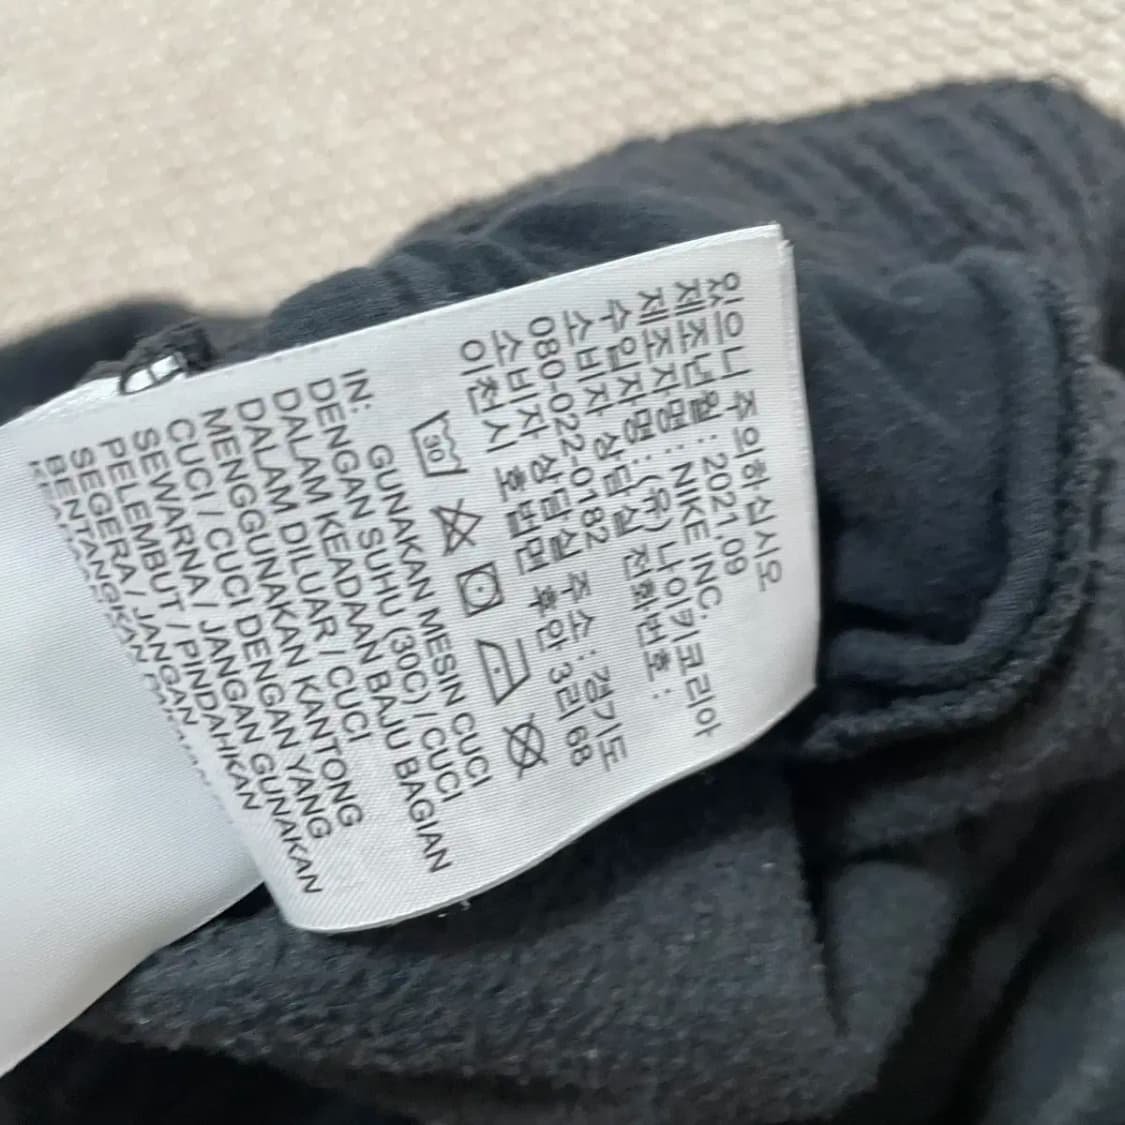 있으니 주의하십시오
제조년월 : 2021.09
제조자명 : NIKE INC.
수입자명 : (유) 나이키코리아
소비자 상담실 전화번호 :
080-022-0182
소비자 상담실 주소 : 경기도
이천시 호법면 후안 3리 68
30
IN: GUNAKAN MESIN CUCI
DENGAN SUHU (30C) / CUCI
DALAM KEADAAN BAJU BAGIAN
DALAM DILUAR / CUCI
MENGGUNAKAN KANTONG
CUCI / CUCI DENGAN YANG
SEWARNA / JANGAN GUNAKAN
PELEMBUT / PINDAHKAN
SEGERA / JANGAN
BENTANGKAN